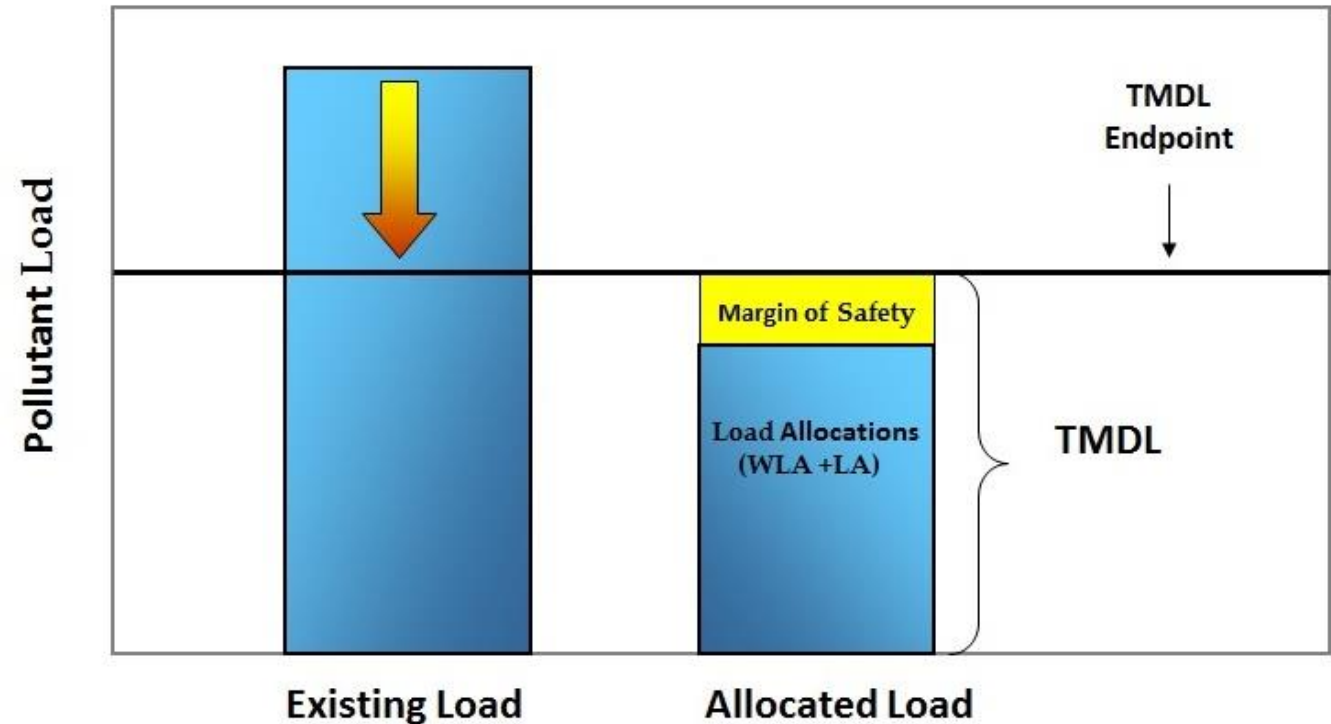 Pollutant Load
TMDL
Endpoint
Margin of Safety
Load Allocations
(WLA +LA)
TMDL
Existing Load
Allocated Load